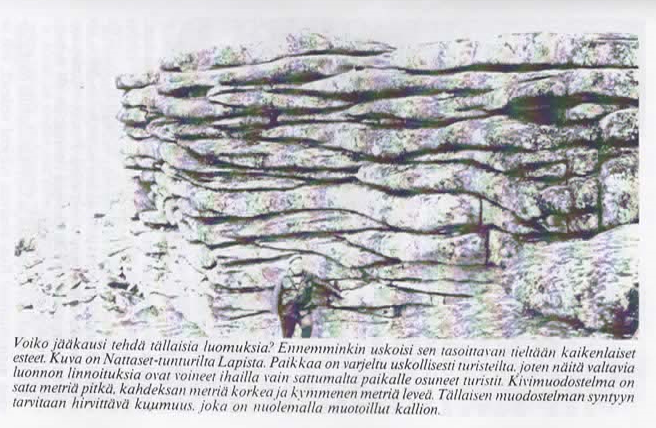 Voiko jääkausi tehdä tällaisia luomuksia? Ennemminkin uskoisi sen tasoittavan tieltään kaikenlaiset
esteet. Kuva on Nattaset-tunturilta Lapista. Paikkaa on varjeltu uskollisesti turisteilta, joten näitä valtavia
luonnon linnoituksia ovat voineet ihailla vain sattumalta paikalle osuneet turistit. Kivimuodostelma on
sata metriä pitkä, kahdeksan metriä korkea ja kymmenen metriä leveä. Tällaisen muodostelman syntyyn
tarvitaan hirvittävä kuumuus, joka on nuolemalla muotoillut kallion.